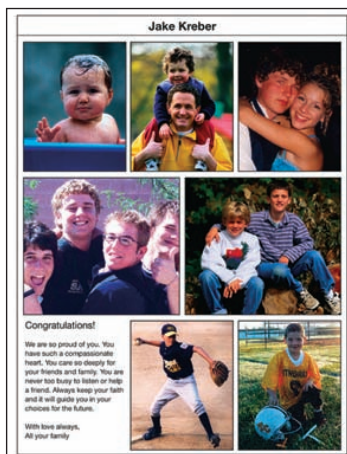 Jake Kreber
Congratulations!
We are so proud of you. You
have such a compassionate
heart. You care so deeply for
your friends and family. You are
never too busy to listen or help
a friend. Always keep your faith
and it will guide you in your
choices for the future.
With love always,
All your family